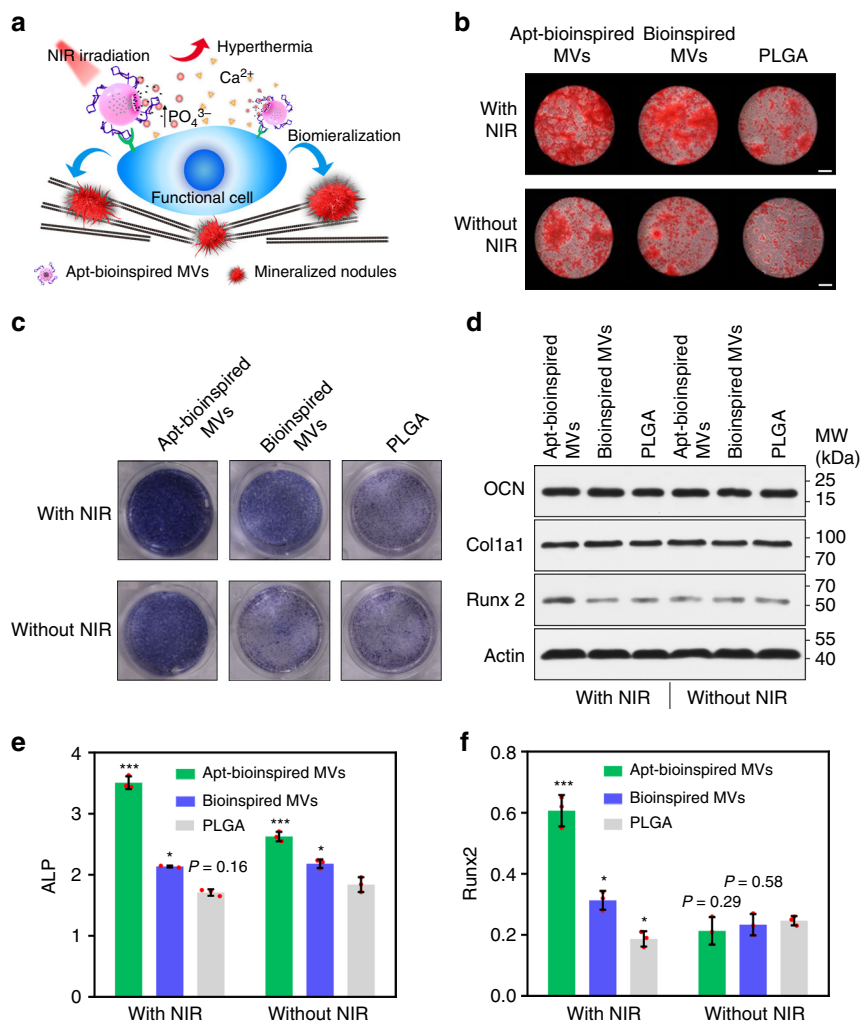 a
NIR irradiation
Hyperthermia
Ca2+
PO43–
Biomieralization
Functional cell
Apt-bioinspired MVs
Mineralized nodules
b
Apt-bioinspired
MVs
Bioinspired
MVs
PLGA
With
NIR
Without
NIR
c
Apt-bioinspired
MVs
Bioinspired
MVs
PLGA
With NIR
Without NIR
d
Apt-bioinspired
MVs
Bioinspired MVs
PLGA
Apt-bioinspired
MVs
Bioinspired MVs
PLGA
MW
(kDa)
OCN
25
15
Col1a1
100
70
Runx 2
70
50
Actin
55
40
With NIR
Without NIR
e
ALP
4
3
2
1
0
***
*
P = 0.16
***
*
Apt-bioinspired MVs
Bioinspired MVs
PLGA
With NIR
Without NIR
f
Runx2
0.8
0.6
0.4
0.2
0.0
***
*
*
P = 0.29
P = 0.58
Apt-bioinspired MVs
Bioinspired MVs
PLGA
With NIR
Without NIR